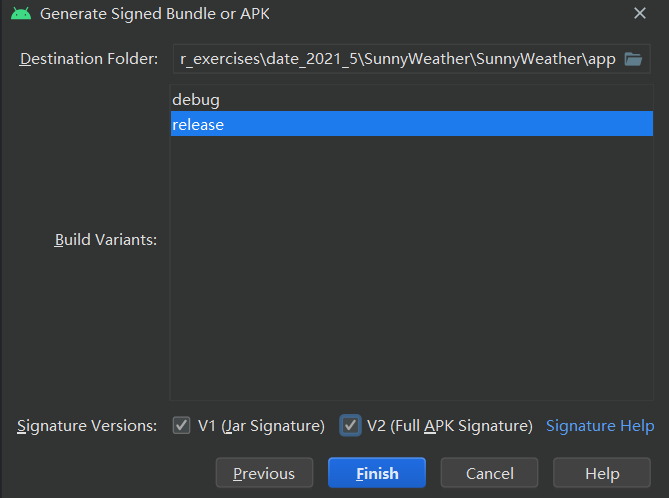 Generate Signed Bundle or APK
Destination Folder: r_exercises\date_2021_5\SunnyWeather\SunnyWeather\app
debug
release
Build Variants:
Signature Versions: V1 (Jar Signature) V2 (Full APK Signature) Signature Help
Previous Finish Cancel Help